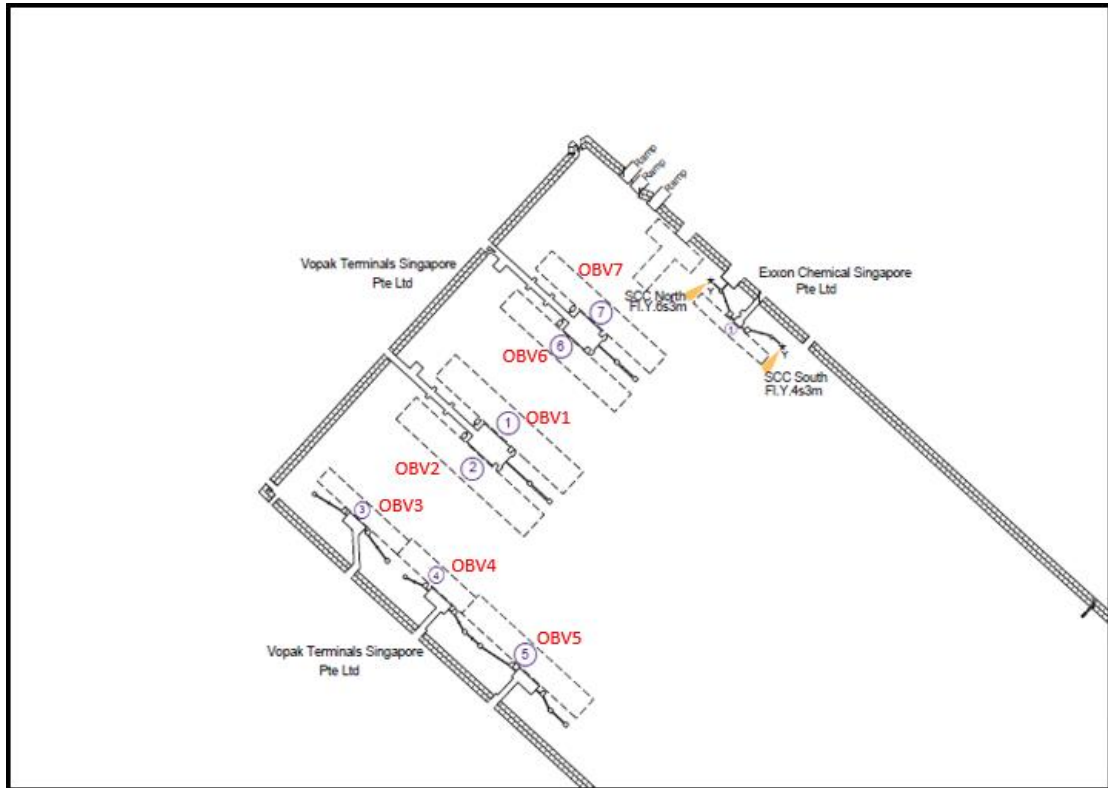 Ramp
Ramp
Ramp
Vopak Terminals Singapore
Pte Ltd
OBV7
Exxon Chemical Singapore
Pte Ltd
SCC North
Fl.Y.6s3m
7
1
OBV6
6
SCC South
Fl.Y.4s3m
OBV1
1
OBV2
2
OBV3
3
OBV4
4
OBV5
5
Vopak Terminals Singapore
Pte Ltd